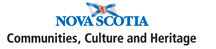 NOVA SCOTIA
Communities, Culture and Heritage